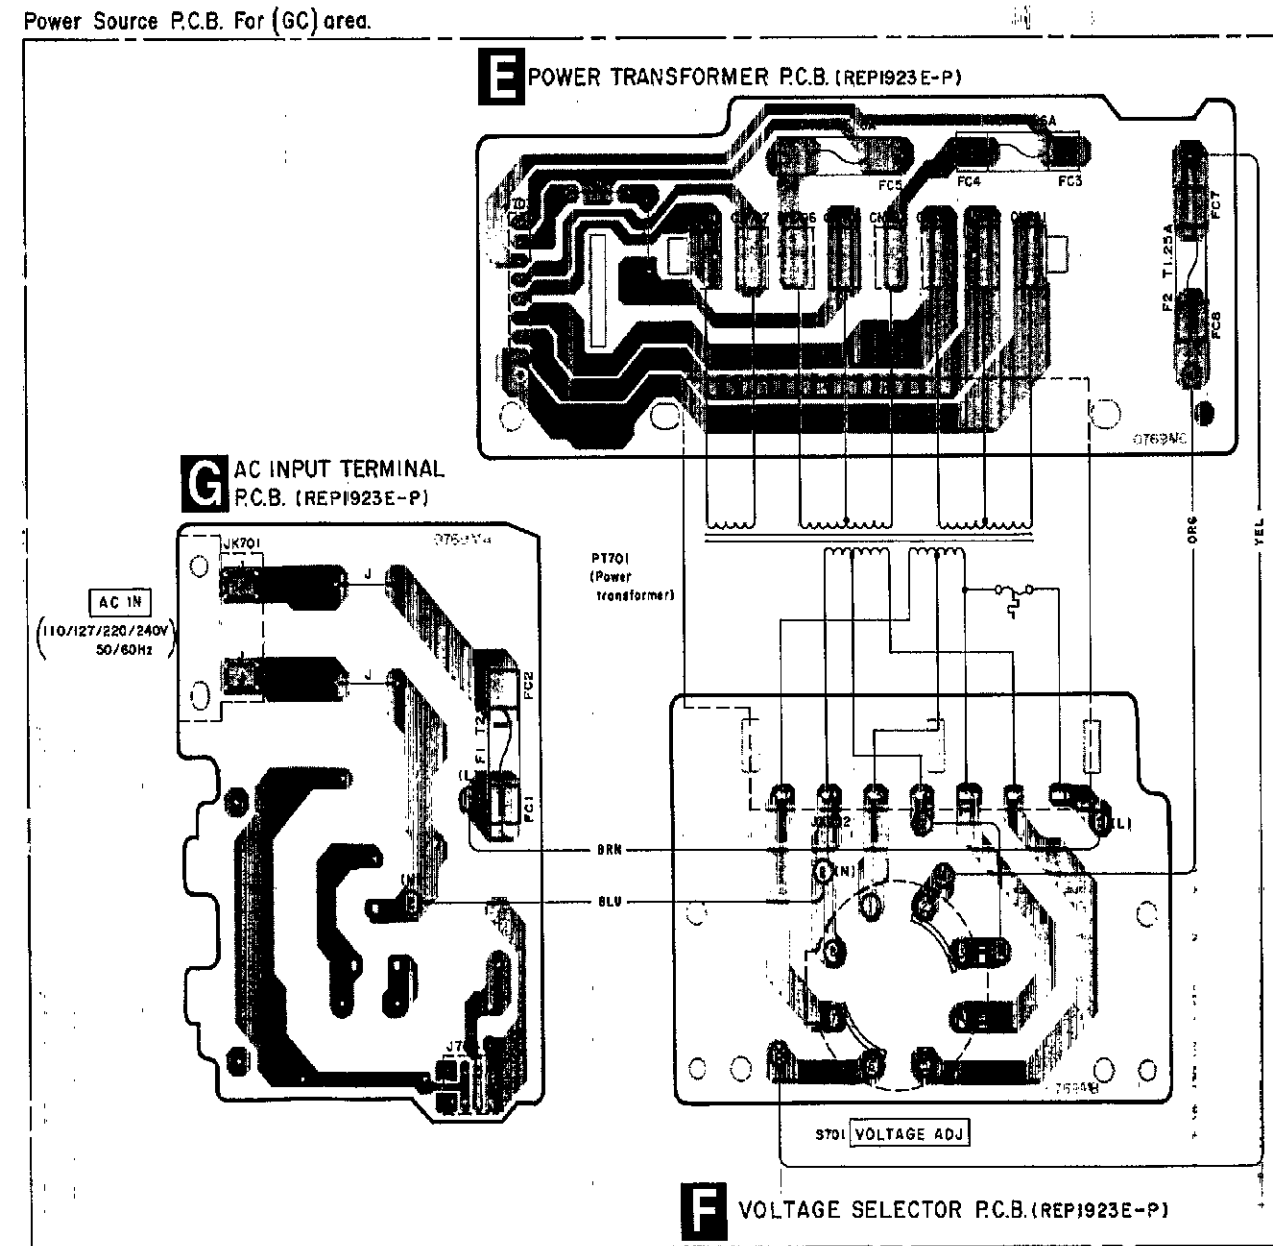 Power Source P.C.B. For (GC) area.
E POWER TRANSFORMER P.C.B. (REP1923E-P)
FC5
FC4
FC3
FC7
F2 T1.25A
FC8
G AC INPUT TERMINAL
P.C.B. (REP1923E-P)
JK701
J
AC IN
(110/127/220/240V
50/60Hz)
J
FC2
F1 T2
(L)
FC1
(N)
PT701
(Power
transformer)
ORG
YEL
BRN
BLU
(L)
(N)
S701 VOLTAGE ADJ
F VOLTAGE SELECTOR P.C.B. (REP1923E-P)